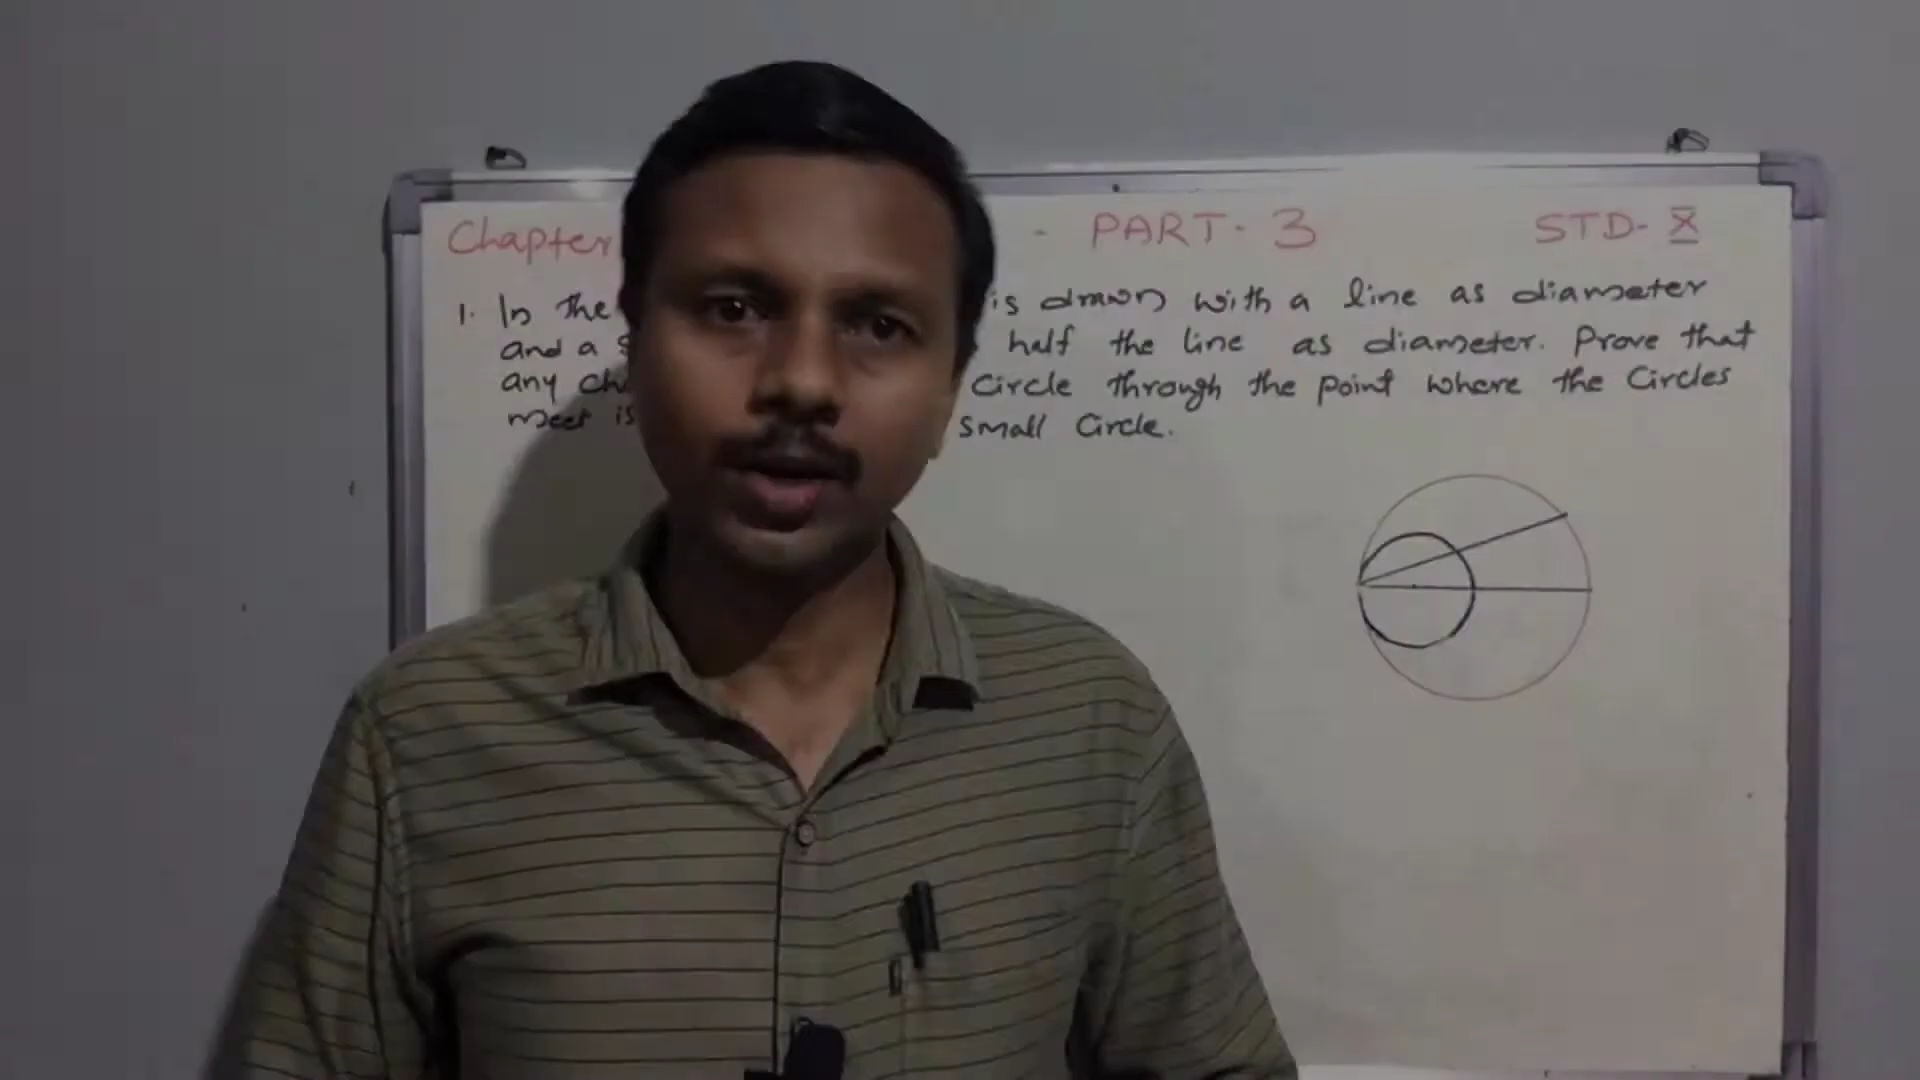 Chapter - PART- 3 STD- X
1. In the is drawn with a line as diameter
and a half the line as diameter. Prove that
any circle through the point where the circles
meet is small circle.